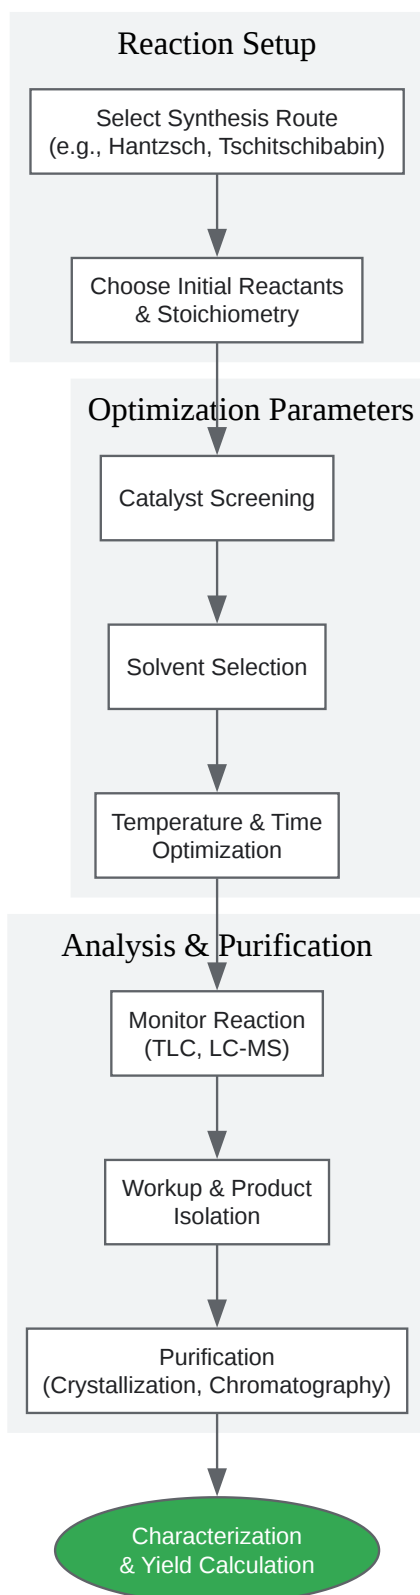 Reaction Setup
Select Synthesis Route
(e.g., Hantzsch, Tschitschibabin)
Choose Initial Reactants
& Stoichiometry
Optimization Parameters
Catalyst Screening
Solvent Selection
Temperature & Time
Optimization
Analysis & Purification
Monitor Reaction
(TLC, LC-MS)
Workup & Product
Isolation
Purification
(Crystallization, Chromatography)
Characterization
& Yield Calculation